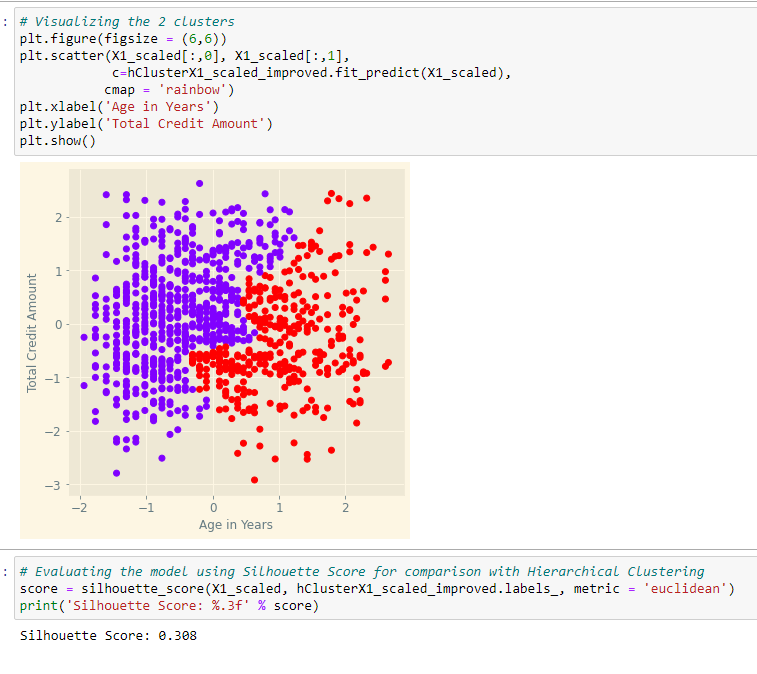 : # Visualizing the 2 clusters
plt.figure(figsize = (6,6))
plt.scatter(X1_scaled[:,0], X1_scaled[:,1],
            c=hClusterX1_scaled_improved.fit_predict(X1_scaled),
           cmap = 'rainbow')
plt.xlabel('Age in Years')
plt.ylabel('Total Credit Amount')
plt.show()
Total Credit Amount
2
1
0
−1
−2
−3
−2 −1 0 1 2
Age in Years
: # Evaluating the model using Silhouette Score for comparison with Hierarchical Clustering
score = silhouette_score(X1_scaled, hClusterX1_scaled_improved.labels_, metric = 'euclidean')
print('Silhouette Score: %.3f' % score)
Silhouette Score: 0.308